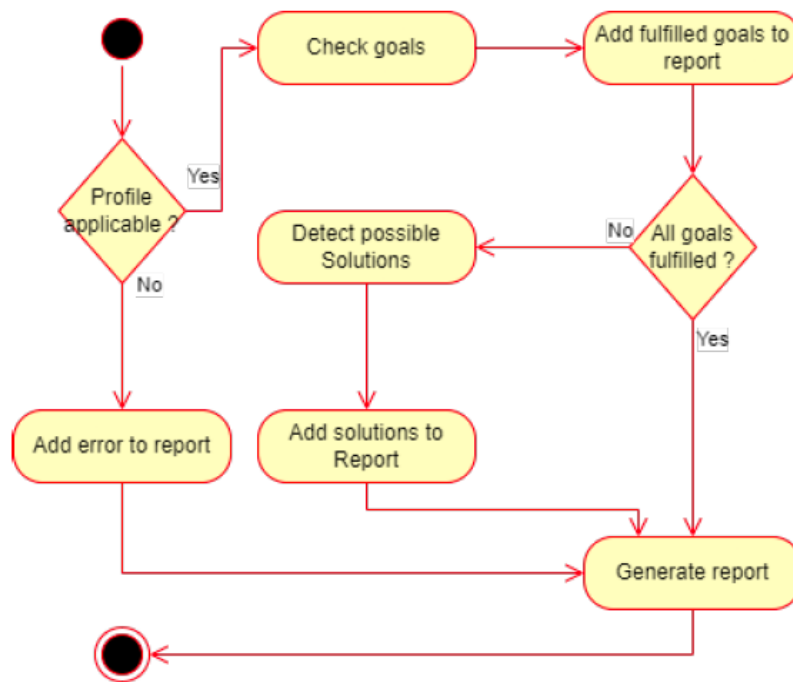 Check goals
Add fulfilled goals to
report
Yes
Profile
applicable ?
No
Detect possible
Solutions
No
All goals
fulfilled ?
Yes
Add error to report
Add solutions to
Report
Generate report